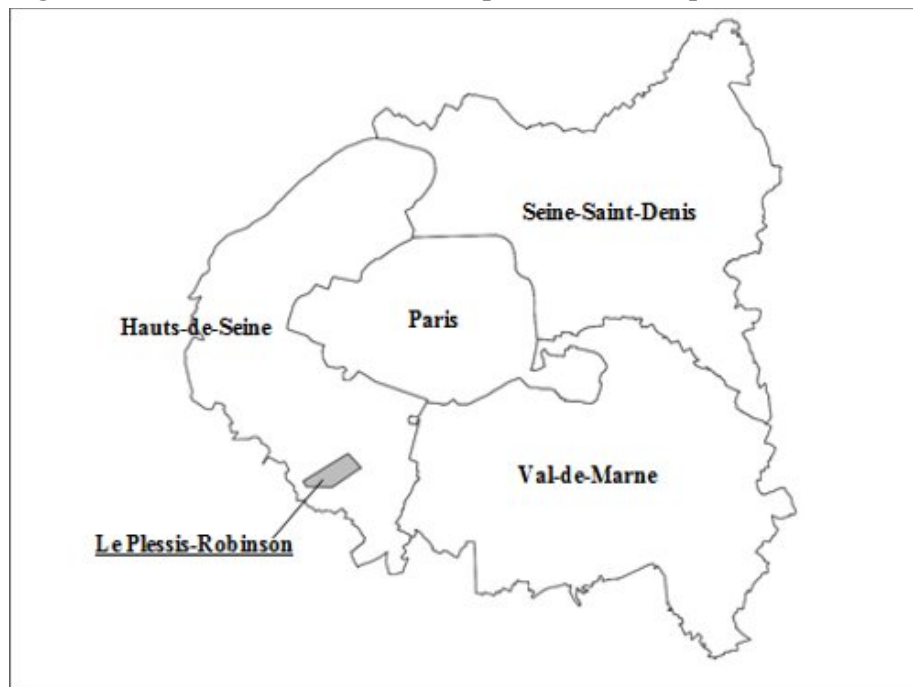 Seine-Saint-Denis
Hauts-de-Seine
Paris
Val-de-Marne
Le Plessis-Robinson